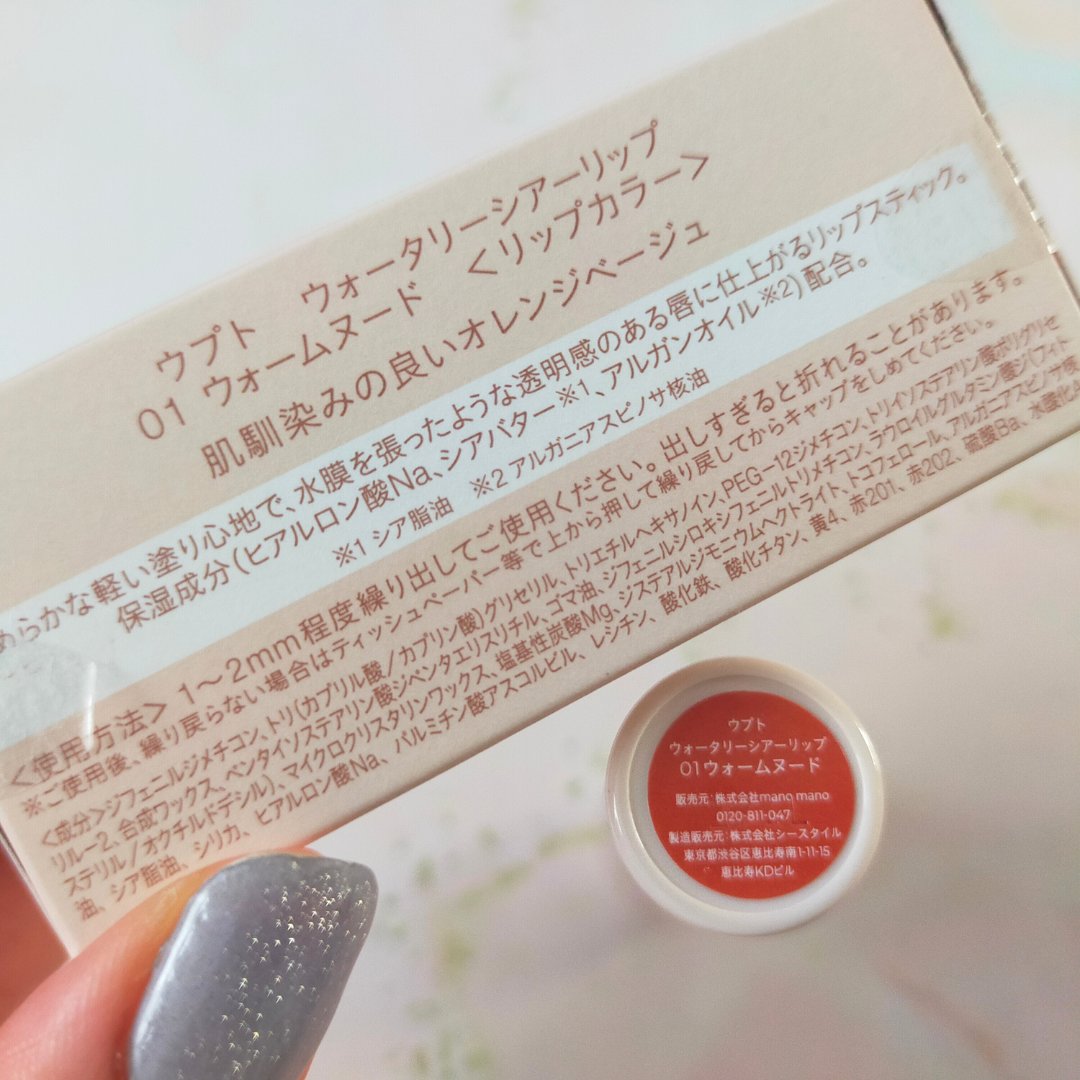 ウプト ウォータリーシアーリップ
01 ウォームヌード <リップカラー>
肌馴染みの良いオレンジベージュ
めらかな軽い塗り心地で、水膜を張ったような透明感のある唇に仕上がるリップスティック。
保湿成分(ヒアルロン酸Na、シアバター※1、アルガンオイル※2)配合。
※1 シア脂油 ※2 アルガニアスピノサ核油
<使用方法> 1〜2mm程度繰り出してご使用ください。出しすぎると折れることがあります。
※ご使用後、繰り戻らない場合はティッシュペーパー等で上から押して繰り戻してからキャップをしめてください。
<成分>ジフェニルジメチコン、トリ(カプリル酸/カプリン酸)グリセリル、トリエチルヘキサノイン、PEG-12ジメチコン、トリイソステアリン酸ポリグリセ
リル-2、合成ワックス、ペンタイソステアリン酸ジペンタエリスリチル、ゴマ油、ジフェニルシロキシフェニルトリメチコン、ラウロイルグルタミン酸ジ(フィト
ステリル/オクチルドデシル)、マイクロクリスタリンワックス、塩基性炭酸Mg、ジステアルジモニウムヘクトライト、トコフェロール、アルガニアスピノサ核
油、シア脂油、シリカ、ヒアルロン酸Na、パルミチン酸アスコルビル、レシチン、酸化鉄、酸化チタン、黄4、赤201、赤202、硫酸Ba、水酸化A
ウプト
ウォータリーシアーリップ
01 ウォームヌード
販売元:株式会社mano mano
0120-811-047
製造販売元:株式会社シースタイル
東京都渋谷区恵比寿南1-11-15
恵比寿KDビル